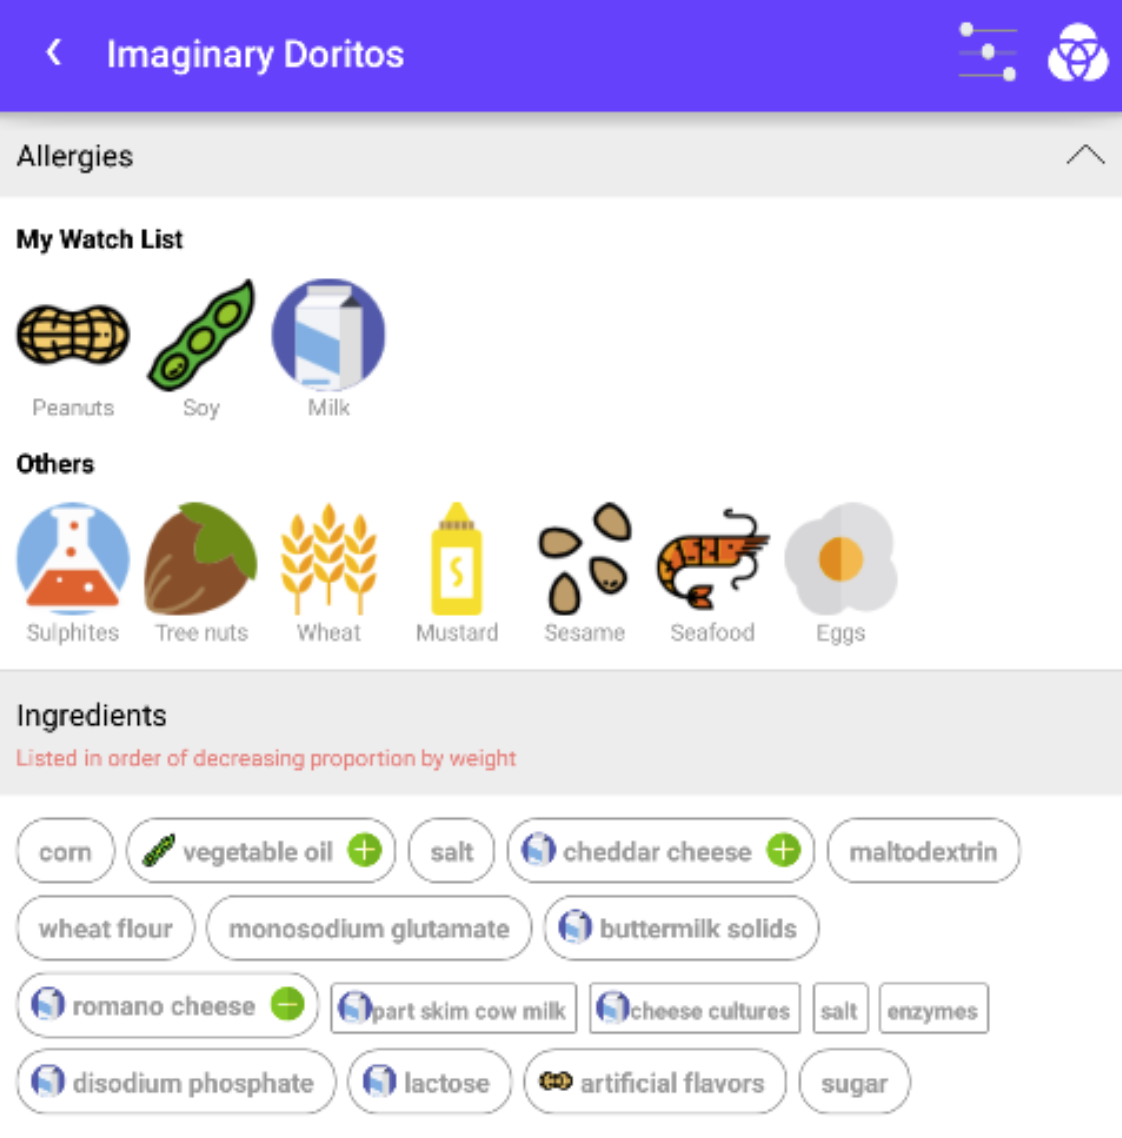 Imaginary Doritos
Allergies
My Watch List
Peanuts Soy Milk
Others
Sulphites Tree nuts Wheat Mustard Sesame Seafood Eggs
Ingredients
Listed in order of decreasing proportion by weight
corn vegetable oil salt cheddar cheese maltodextrin
wheat flour monosodium glutamate buttermilk solids
romano cheese part skim cow milk cheese cultures salt enzymes
disodium phosphate lactose artificial flavors sugar